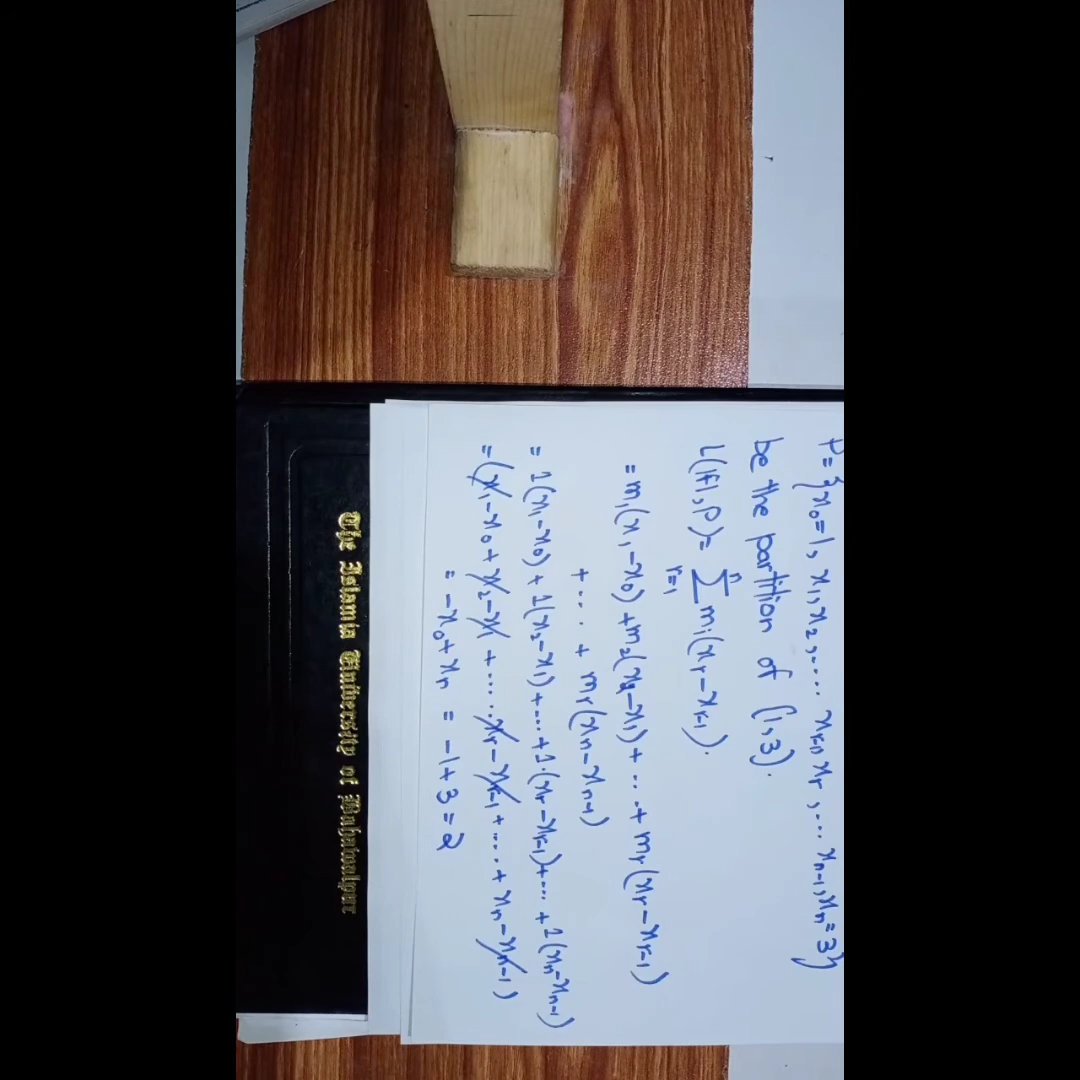 P={x₀=1, x₁,x₂,.... xᵣ₋₁,xᵣ,...xₙ₋₁,xₙ=3}
be the partition of (1,3).
L(|f|,P)= n∑r=1 mᵢ(xᵣ-xᵣ₋₁).
=m₁(x₁-x₀)+m₂(x₂-x₁)+...+mᵣ(xᵣ-xᵣ₋₁)
+...+ mᵣ(xₙ-xₙ₋₁)
= 1(x₁-x₀)+1(x₂-x₁)+...+1.(xᵣ-xᵣ₋₁)+...+1(xₙ-xₙ₋₁)
=(x₁-x₀+x₂-x₁+....xᵣ-xᵣ₋₁+....+xₙ-xₙ₋₁)
= -x₀+xₙ = -1+3=2
The Islamia University of Bahawalpur